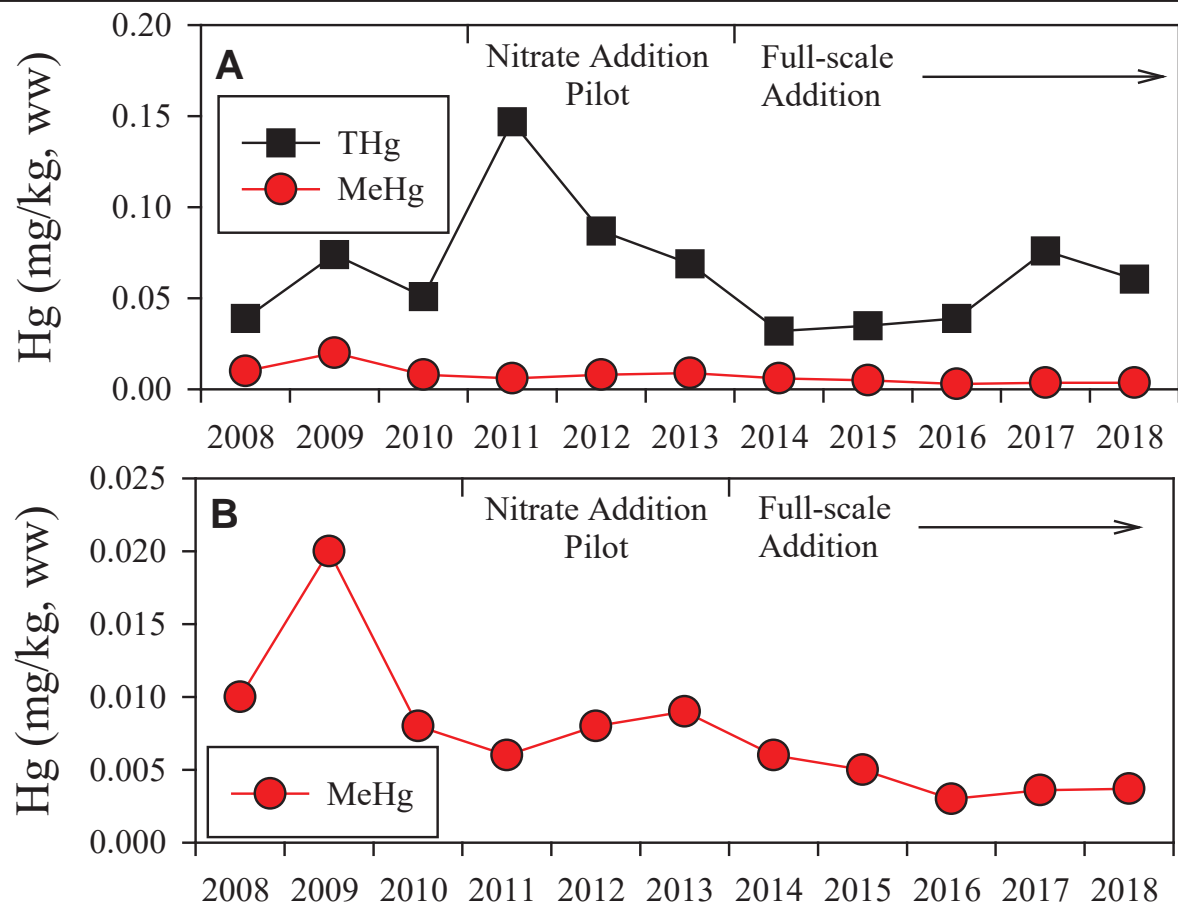 Hg (mg/kg, ww)
0.20
0.15
0.10
0.05
0.00
A
Nitrate Addition
Pilot
Full-scale
Addition
THg
MeHg
2008 2009 2010 2011 2012 2013 2014 2015 2016 2017 2018
Hg (mg/kg, ww)
0.025
0.020
0.015
0.010
0.005
0.000
B
Nitrate Addition
Pilot
Full-scale
Addition
MeHg
2008 2009 2010 2011 2012 2013 2014 2015 2016 2017 2018